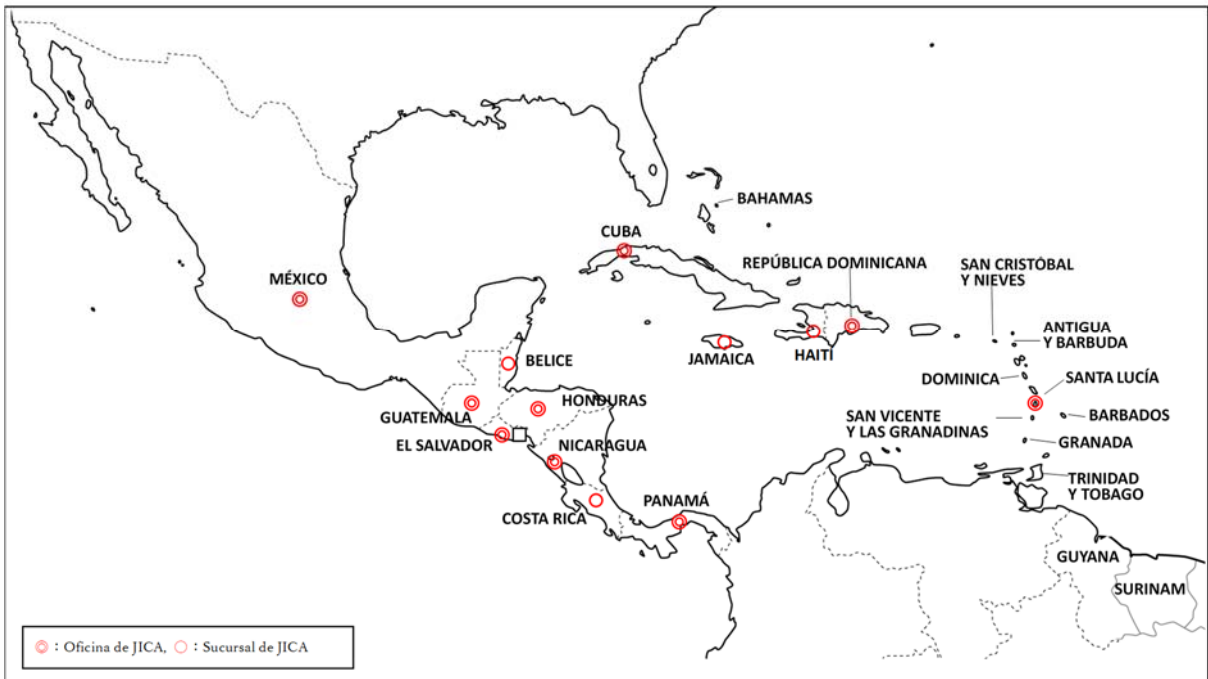 BAHAMAS
CUBA
REPÚBLICA DOMINICANA
SAN CRISTÓBAL
Y NIEVES
MÉXICO
ANTIGUA
Y BARBUDA
JAMAICA
HAITÍ
BELICE
DOMINICA
SANTA LUCÍA
HONDURAS
GUATEMALA
SAN VICENTE
Y LAS GRANADINAS
BARBADOS
EL SALVADOR
NICARAGUA
GRANADA
TRINIDAD
Y TOBAGO
PANAMÁ
COSTA RICA
GUYANA
SURINAM
: Oficina de JICA, : Sucursal de JICA